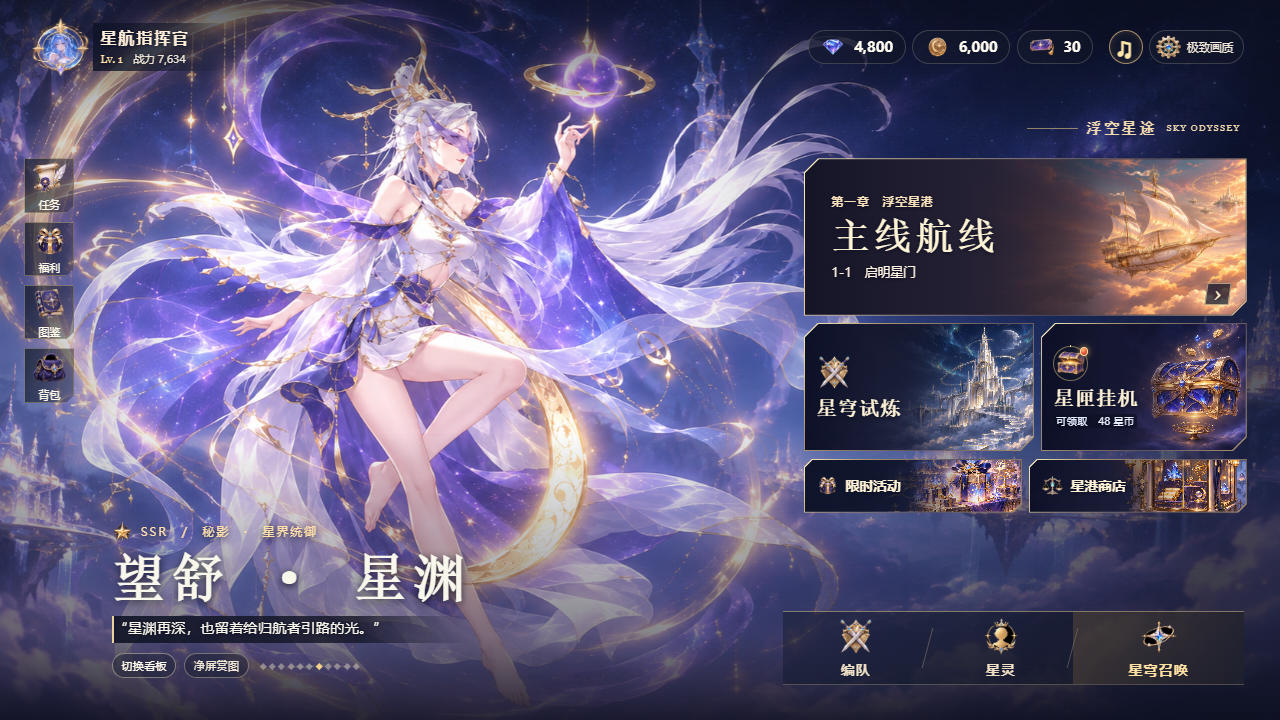 星航指挥官
Lv. 1 战力 7,634
4,800
6,000
30
极致画质
浮空星途 SKY ODYSSEY
任务
福利
图鉴
背包
第一章 浮空星港
主线航线
1-1 启明星门
星穹试炼
星匣挂机
可领取 48 星币
限时活动
星港商店
SSR / 秘影 · 星界统御
望舒 · 星渊
“星渊再深，也留着给归航者引路的光。”
切换看板
净屏赏图
编队
星灵
星穹召唤